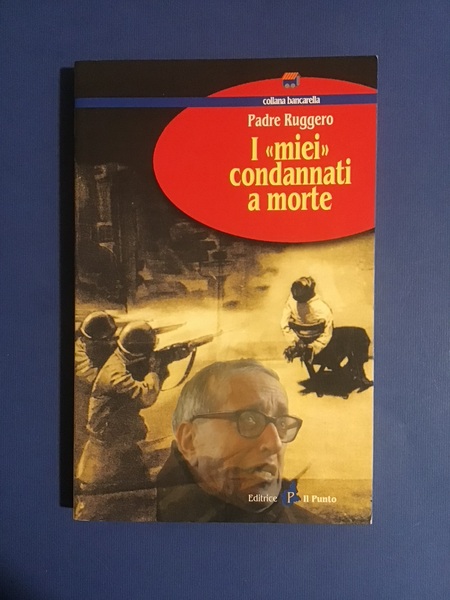 collana bancarella
Padre Ruggero
I «miei»
condannati
a morte
Editrice P Il Punto